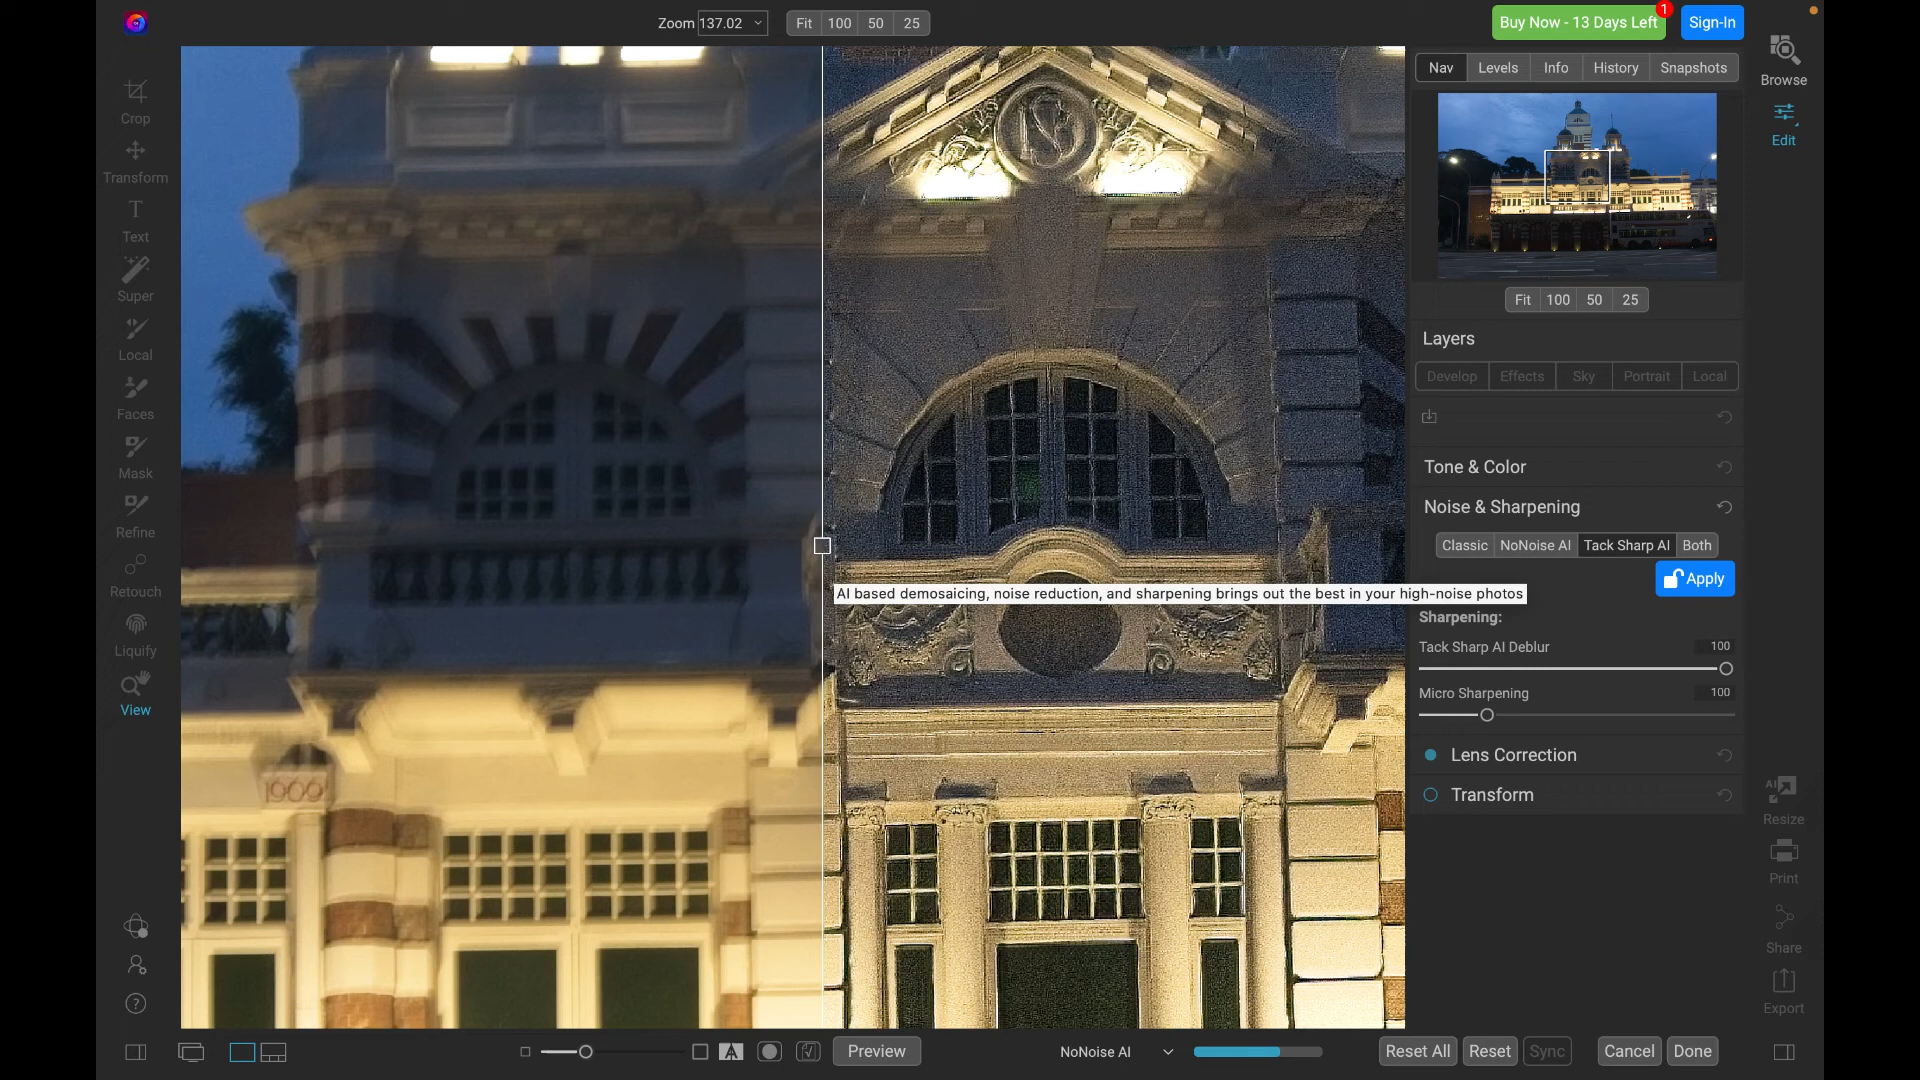 Zoom 137.02 Fit 100 50 25 Buy Now - 13 Days Left 1 Sign-In
Crop
Transform
Text
Super
Local
Faces
Mask
Refine
Retouch
Liquify
View
1900
Nav Levels Info History Snapshots
Fit 100 50 25
Layers
Develop Effects Sky Portrait Local
Tone & Color
Noise & Sharpening
Classic NoNoise AI Tack Sharp AI Both
Apply
AI based demosaicing, noise reduction, and sharpening brings out the best in your high-noise photos
Sharpening:
Tack Sharp AI Deblur 100
Micro Sharpening 100
Lens Correction
Transform
Browse
Edit
AI
Resize
Print
Share
Export
Preview NoNoise AI Reset All Reset Sync Cancel Done